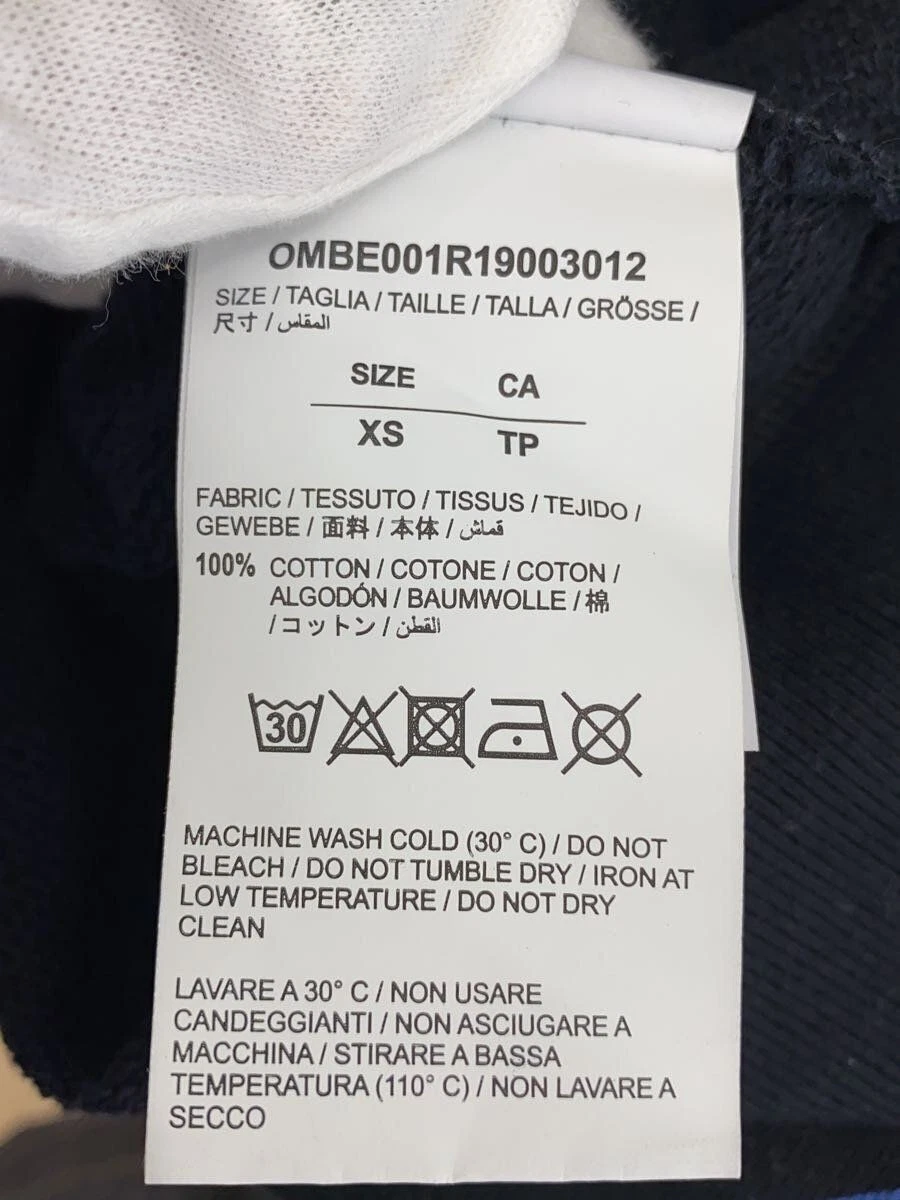 OMBE001R19003012
SIZE / TAGLIA / TAILLE / TALLA / GRÖSSE /
尺寸 / المقاس
SIZE CA
XS TP
FABRIC / TESSUTO / TISSUS / TEJIDO /
GEWEBE / 面料 / 本体 / قماش
100% COTTON / COTONE / COTON /
ALGODÓN / BAUMWOLLE / 棉
/ コットン / القطن
30
MACHINE WASH COLD (30° C) / DO NOT
BLEACH / DO NOT TUMBLE DRY / IRON AT
LOW TEMPERATURE / DO NOT DRY
CLEAN
LAVARE A 30° C / NON USARE
CANDEGGIANTI / NON ASCIUGARE A
MACCHINA / STIRARE A BASSA
TEMPERATURA (110° C) / NON LAVARE A
SECCO